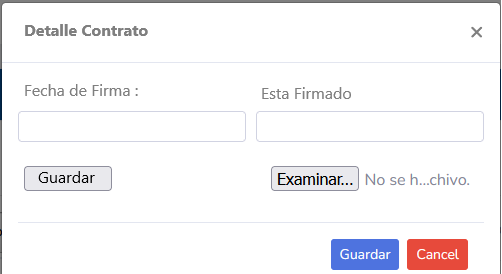 Detalle Contrato ×
Fecha de Firma : Esta Firmado
Guardar Examinar... No se h...chivo.
Guardar Cancel